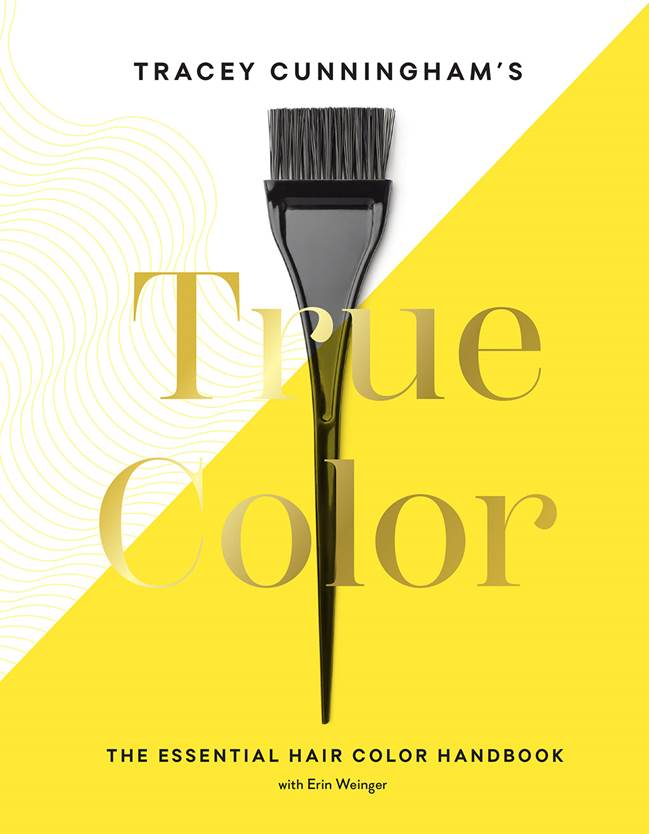 TRACEY CUNNINGHAM'S
True
Color
THE ESSENTIAL HAIR COLOR HANDBOOK
with Erin Weinger